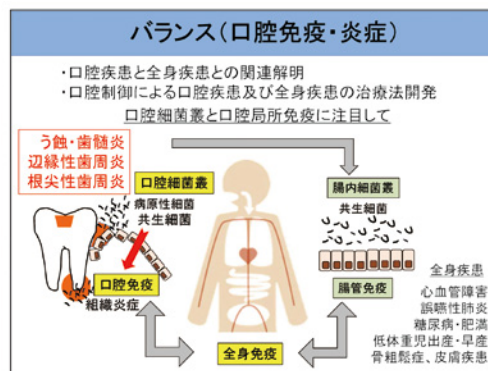 バランス(口腔免疫・炎症)
・口腔疾患と全身疾患との関連解明
・口腔制御による口腔疾患及び全身疾患の治療法開発
口腔細菌叢と口腔局所免疫に注目して
う蝕・歯髄炎
辺縁性歯周炎
根尖性歯周炎
口腔細菌叢
病原性細菌
共生細菌
口腔免疫
組織炎症
腸内細菌叢
共生細菌
腸管免疫
全身免疫
全身疾患
心血管障害
誤嚥性肺炎
糖尿病・肥満
低体重児出産・早産
骨粗鬆症、皮膚疾患